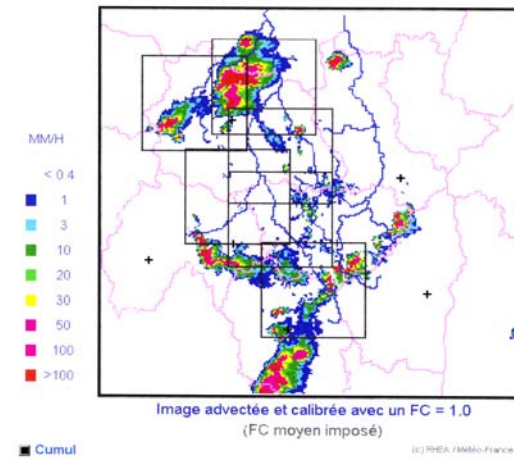 MM/H
< 0 4
1
3
10
20
30
50
100
>100
Image advectée et calibrée avec un FC = 1.0
(FC moyen imposé)
Cumul
(c) RHEA / Météo-France